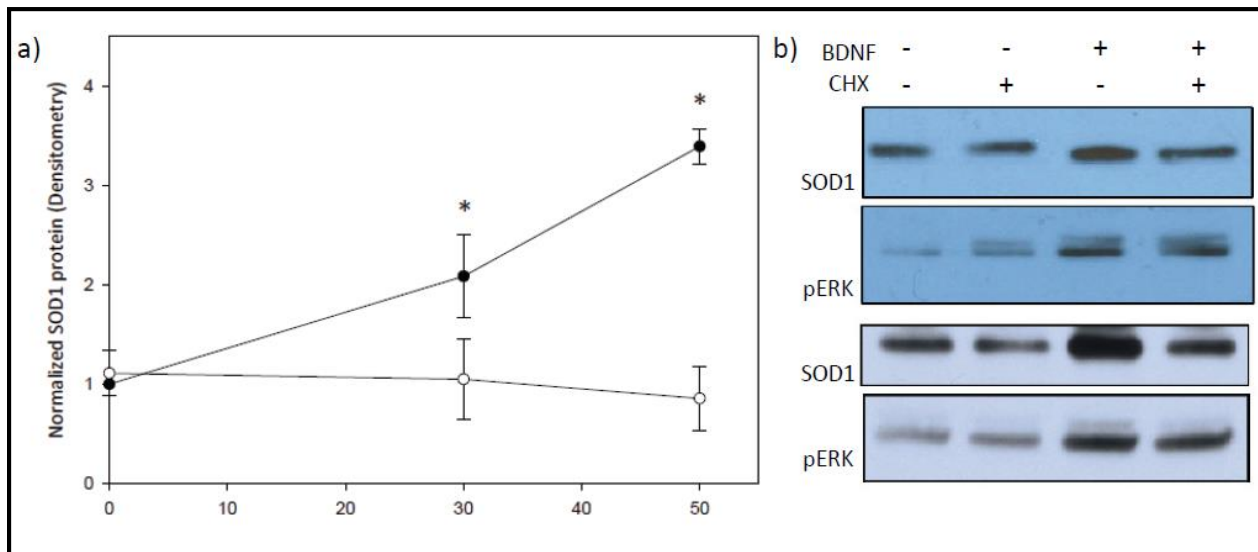 a)
Normalized SOD1 protein (Densitometry)
4
3
2
1
0
*
*
0 10 20 30 40 50
b)
BDNF - - + +
CHX - + - +
SOD1
pERK
SOD1
pERK